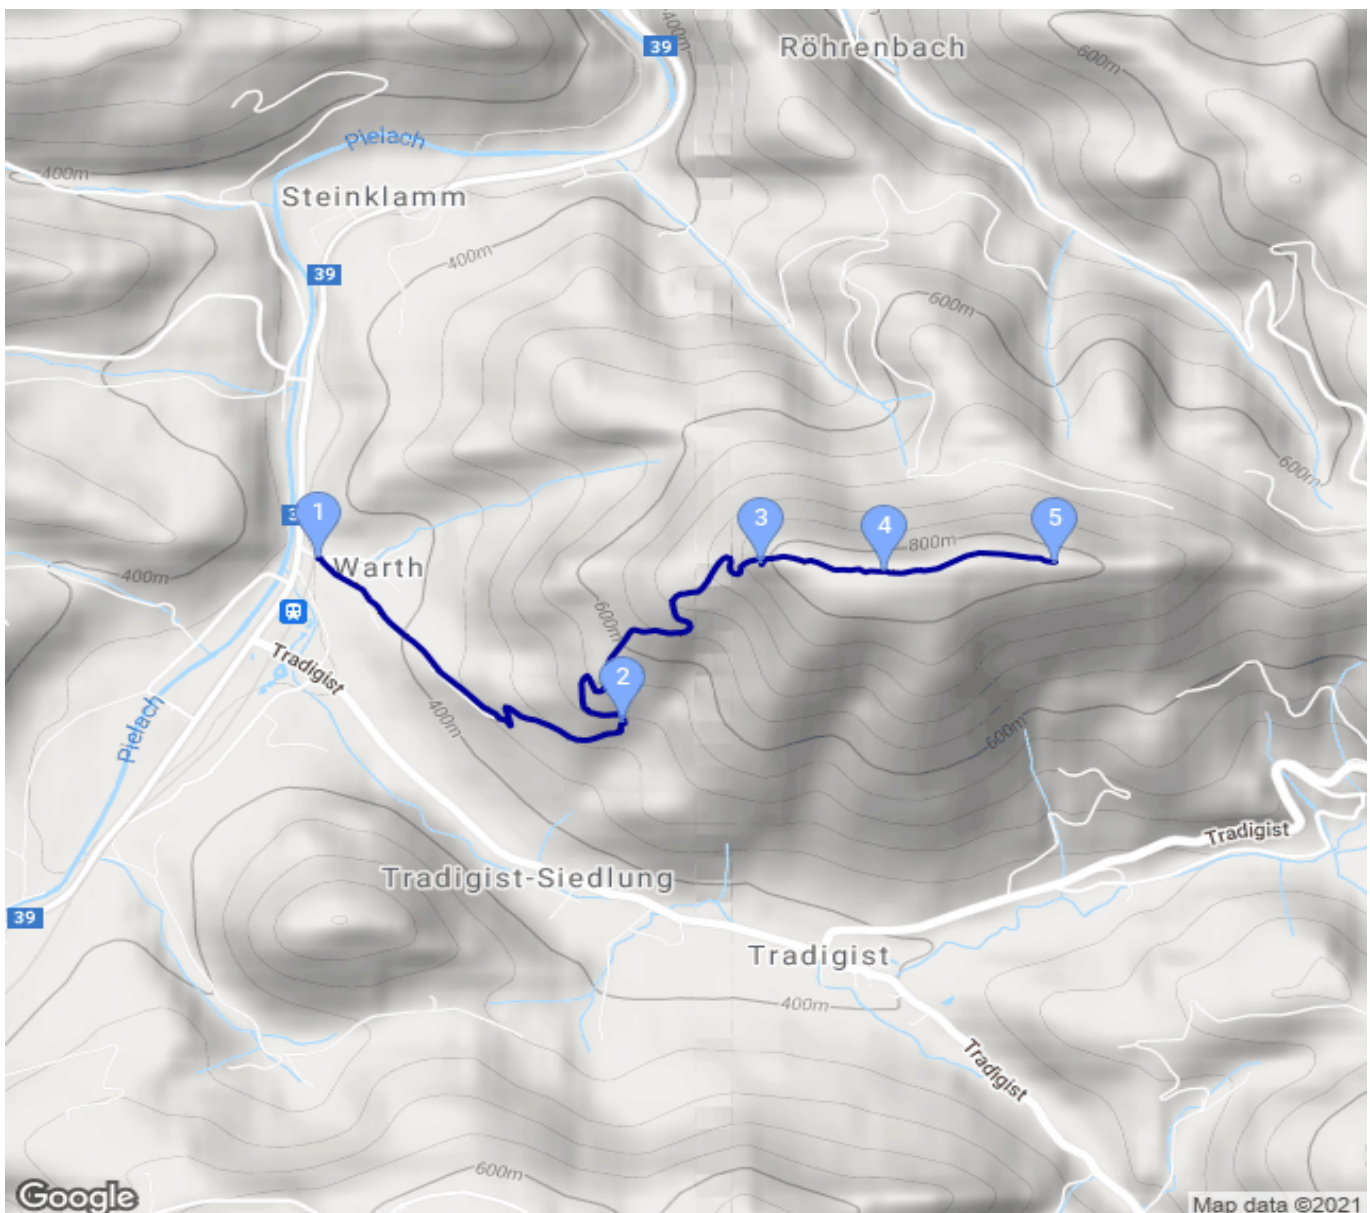 39
Röhrenbach
400m
600m
Pielach
400m
Steinklamm
400m
39
600m
600m
1
3
4
5
3
800m
400m
Warth
600m
Tradigist
2
Pielach
400m
600m
Tradigist
Tradigist-Siedlung
39
Tradigist
400m
Tradigist
600m
Google
Map data ©2021